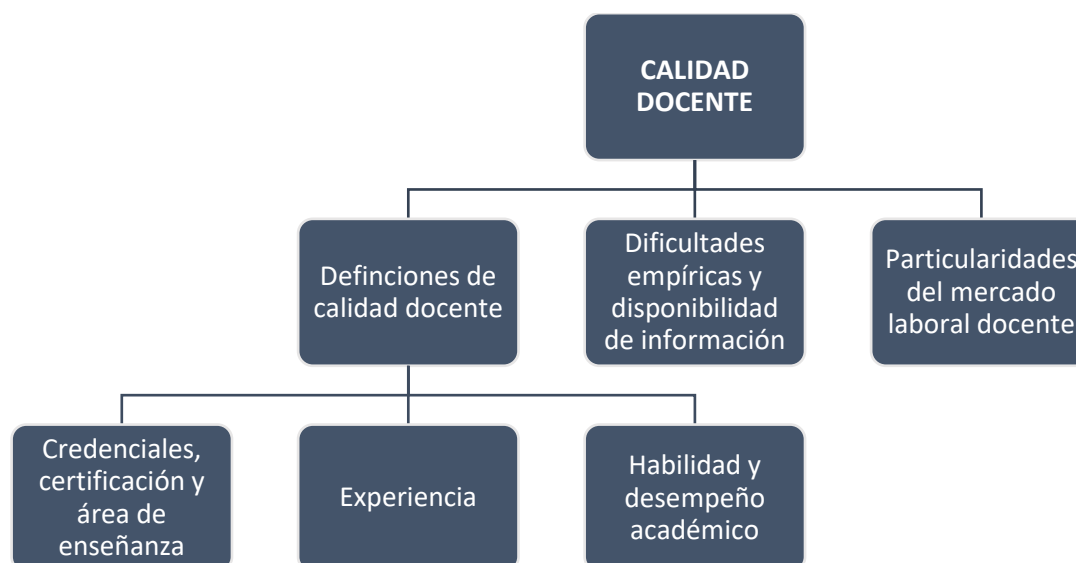 CALIDAD
DOCENTE
Definciones de
calidad docente
Dificultades
empíricas y
disponibilidad
de información
Particularidades
del mercado
laboral docente
Credenciales,
certificación y
área de
enseñanza
Experiencia
Habilidad y
desempeño
académico